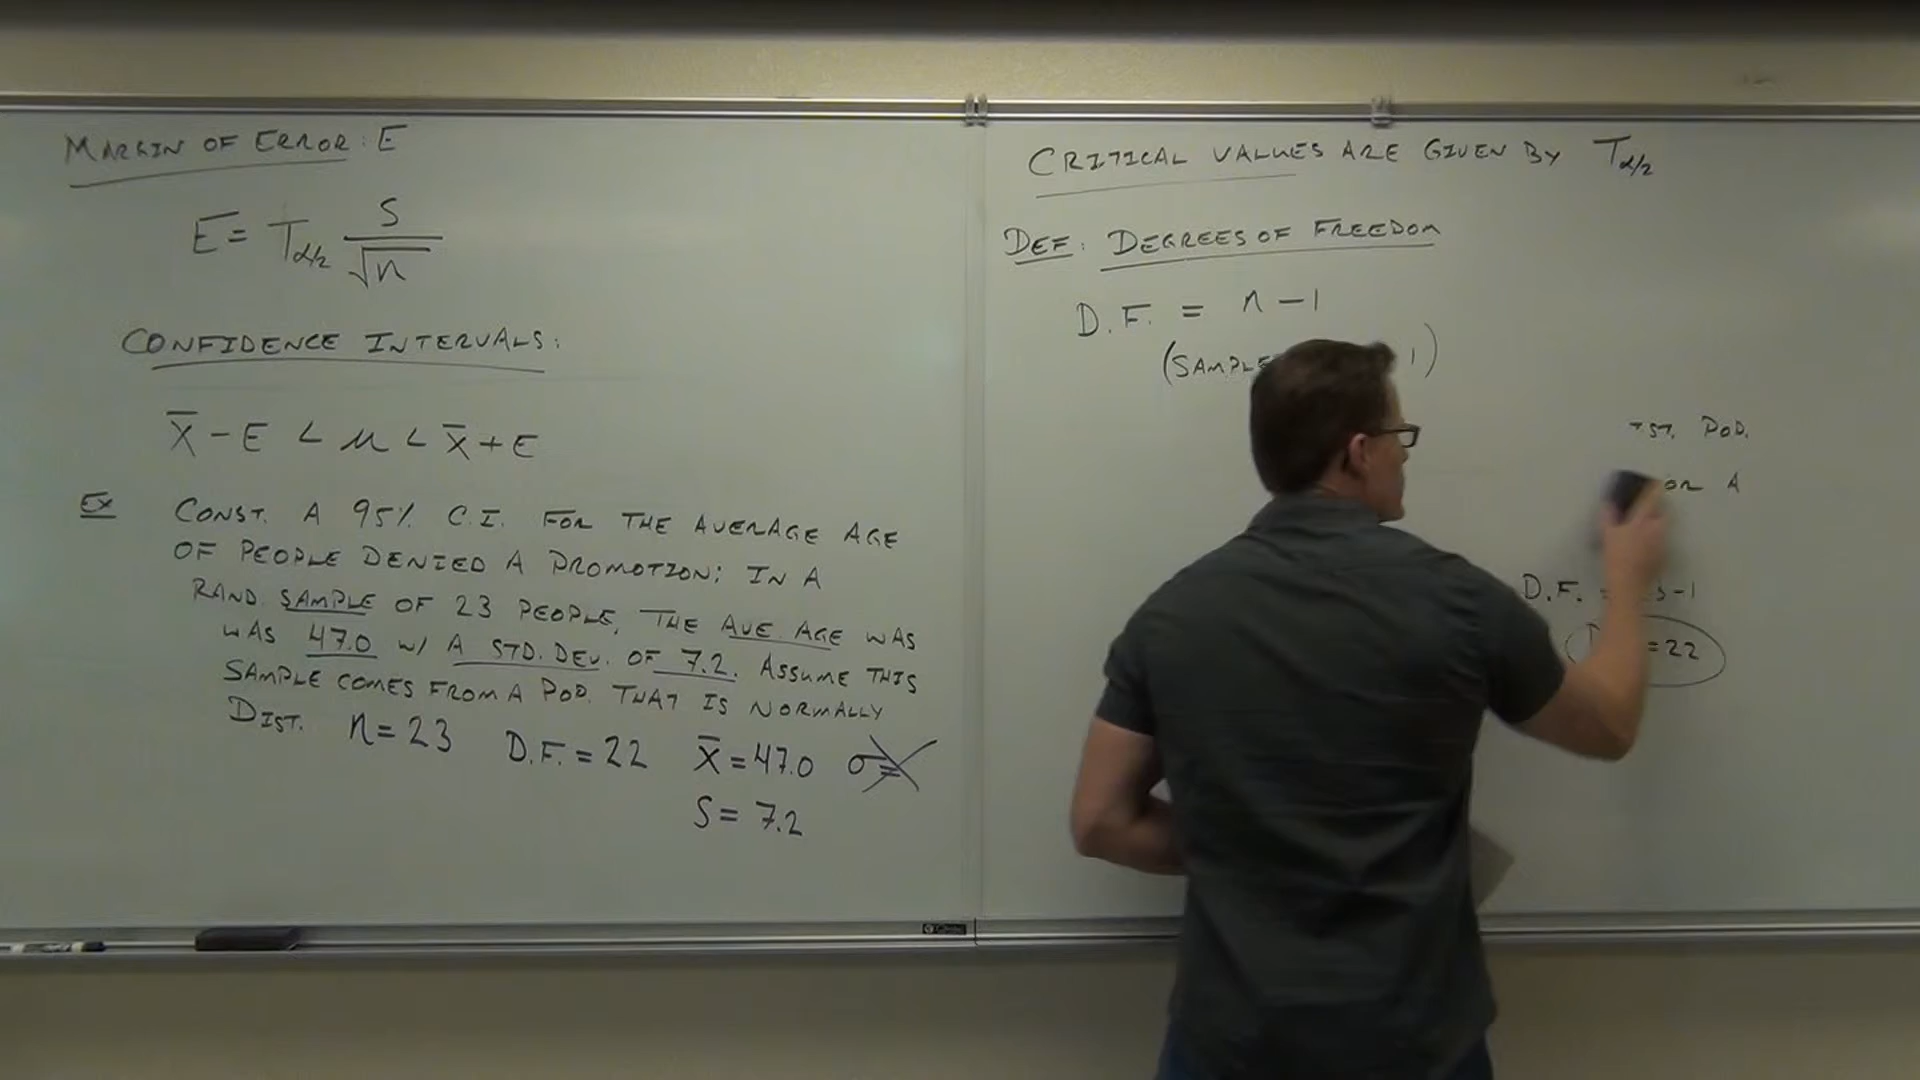 MARGIN OF ERROR: E
E = Tα/2 S/√n
CONFIDENCE INTERVALS:
x̄ - E < μ < x̄ + E
EX CONST. A 95% C.I. FOR THE AVERAGE AGE
OF PEOPLE DENIED A PROMOTION; IN A
RAND. SAMPLE OF 23 PEOPLE, THE AVE. AGE WAS
WAS 47.0 W/ A STD. DEV. OF 7.2. ASSUME THIS
SAMPLE COMES FROM A POP. THAT IS NORMALLY
DIST. n = 23 D.F. = 22 x̄ = 47.0 σ =
S = 7.2
CRITICAL VALUES ARE GIVEN BY Tα/2
DEF: DEGREES OF FREEDOM
D.F. = n - 1
(SAMPLE 1)
POP.
A
D.F. -1
= 22